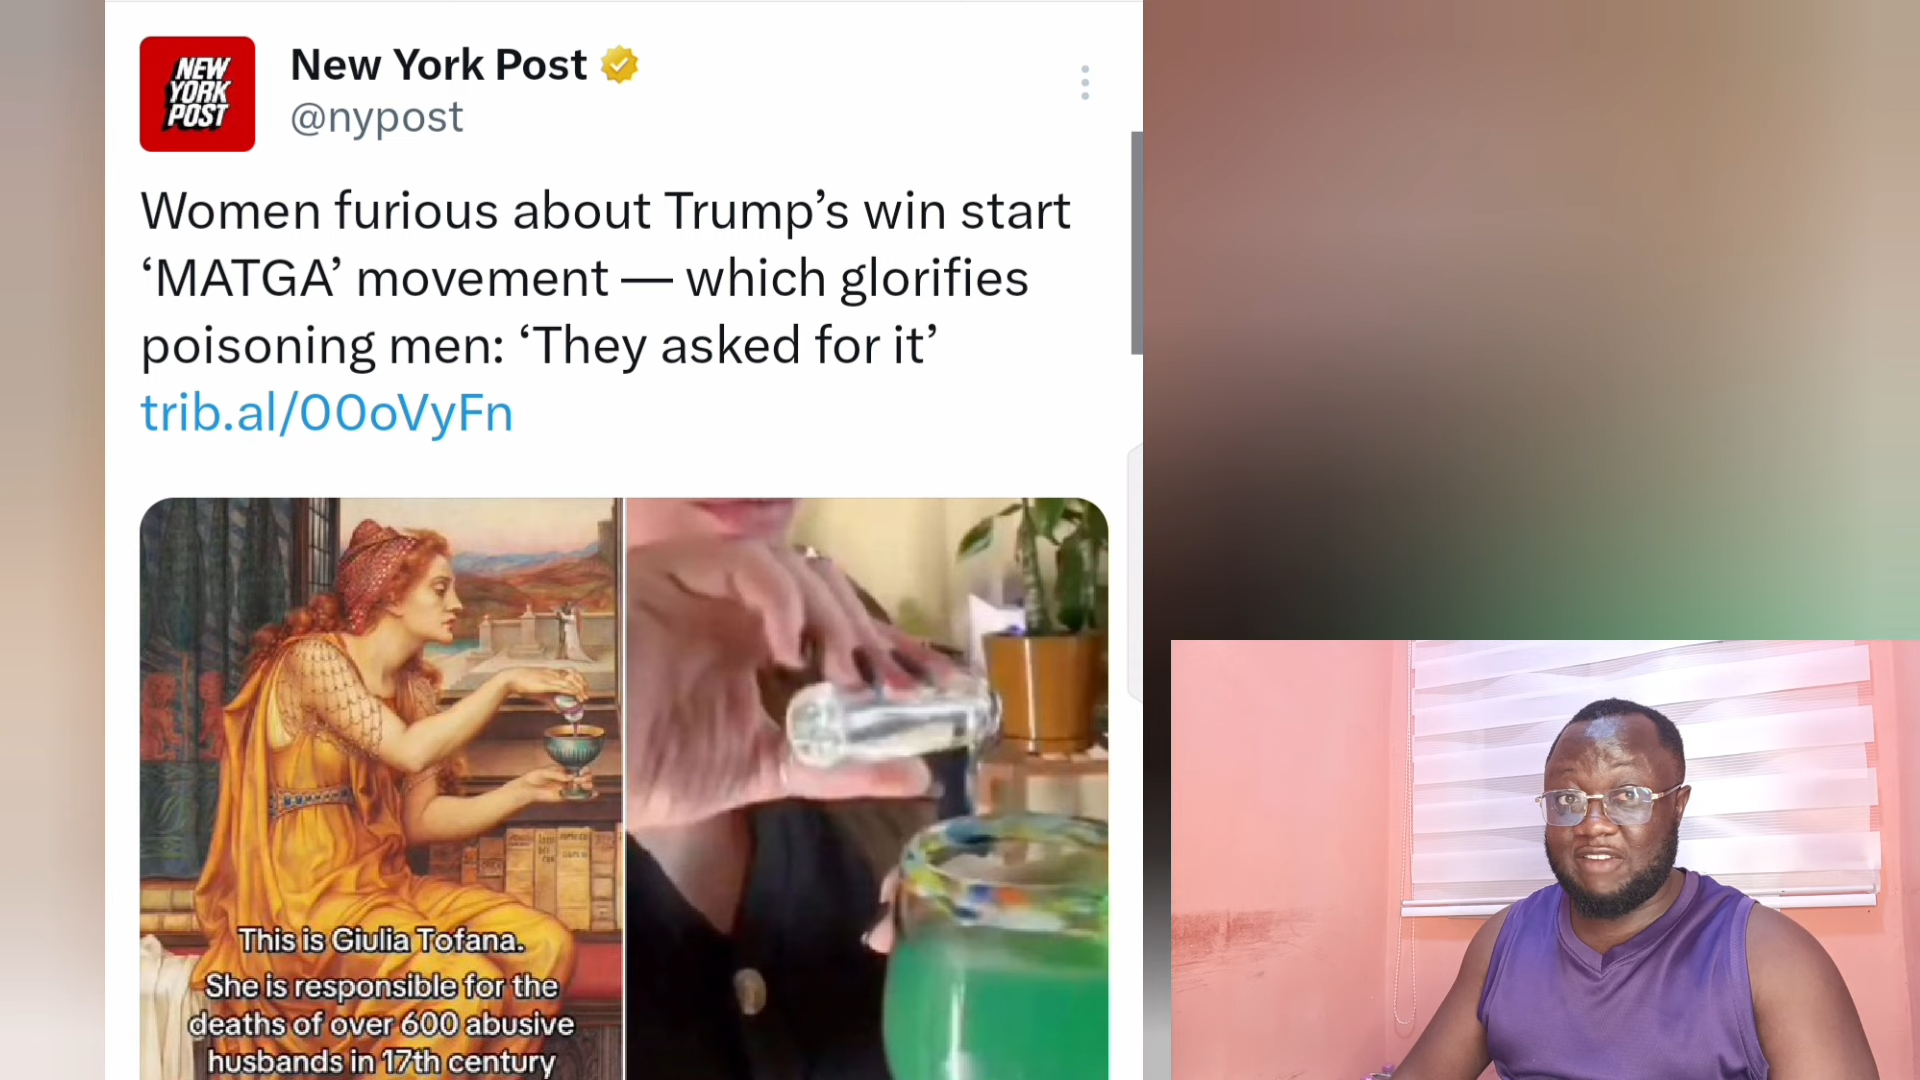 NEW
YORK
POST
New York Post
@nypost
Women furious about Trump’s win start
‘MATGA’ movement — which glorifies
poisoning men: ‘They asked for it’
trib.al/00oVyFn
This is Giulia Tofana.
She is responsible for the
deaths of over 600 abusive
husbands in 17th century